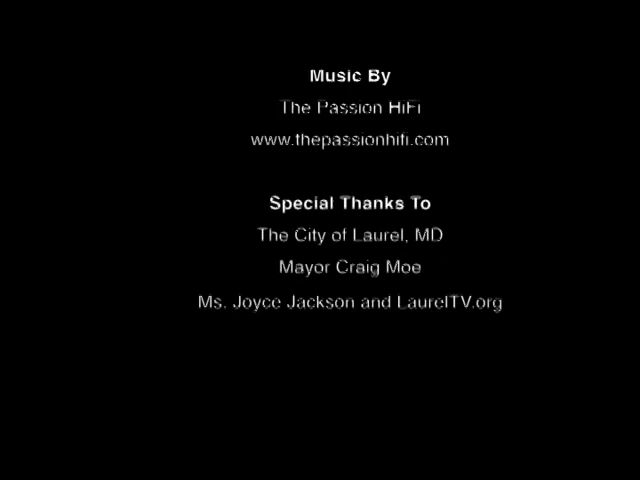 Music By
The Passion HiFi
www.thepassionhifi.com
Special Thanks To
The City of Laurel, MD
Mayor Craig Moe
Ms. Joyce Jackson and LaurelTV.org